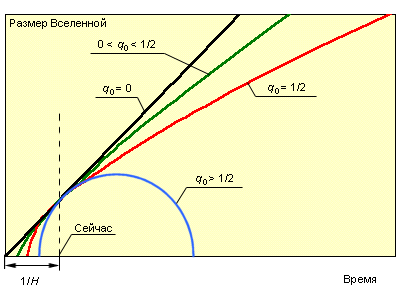 Размер Вселенной
0 < q₀ < 1/2
q₀ = 0
q₀ = 1/2
q₀ > 1/2
Сейчас
1/H
Время